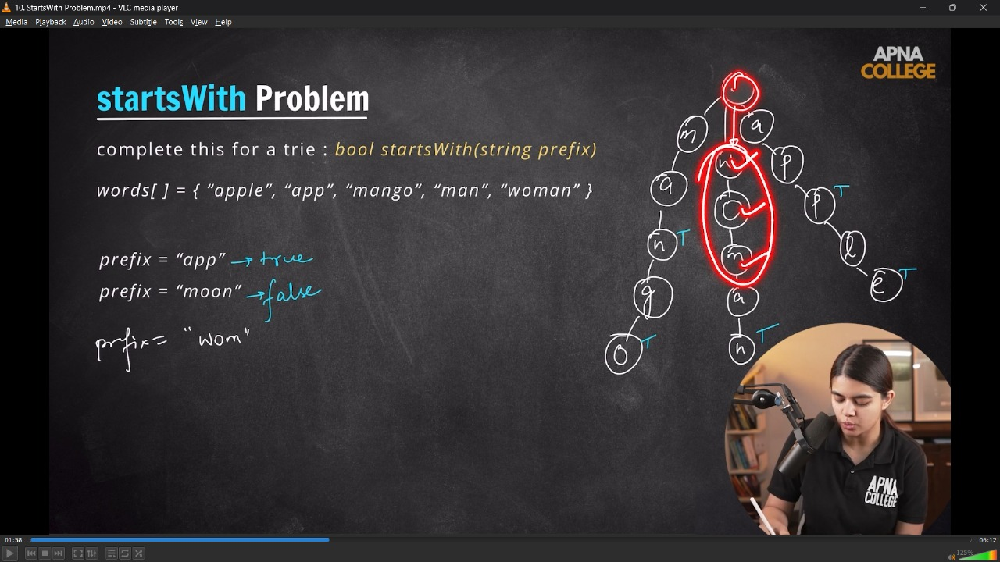 10. StartsWith Problem.mp4 - VLC media player
Media Playback Audio Video Subtitle Tools View Help
APNA
COLLEGE
startsWith Problem
complete this for a trie : bool startsWith(string prefix)
words[ ] = { “apple”, “app”, “mango”, “man”, “woman” }
prefix = “app” → true
prefix = “moon” → false
prfix = "wom"
m a
w p
a o p T
n T m l
g a e T
o T n T
APNA
COLLEGE
01:58 06:12
125%